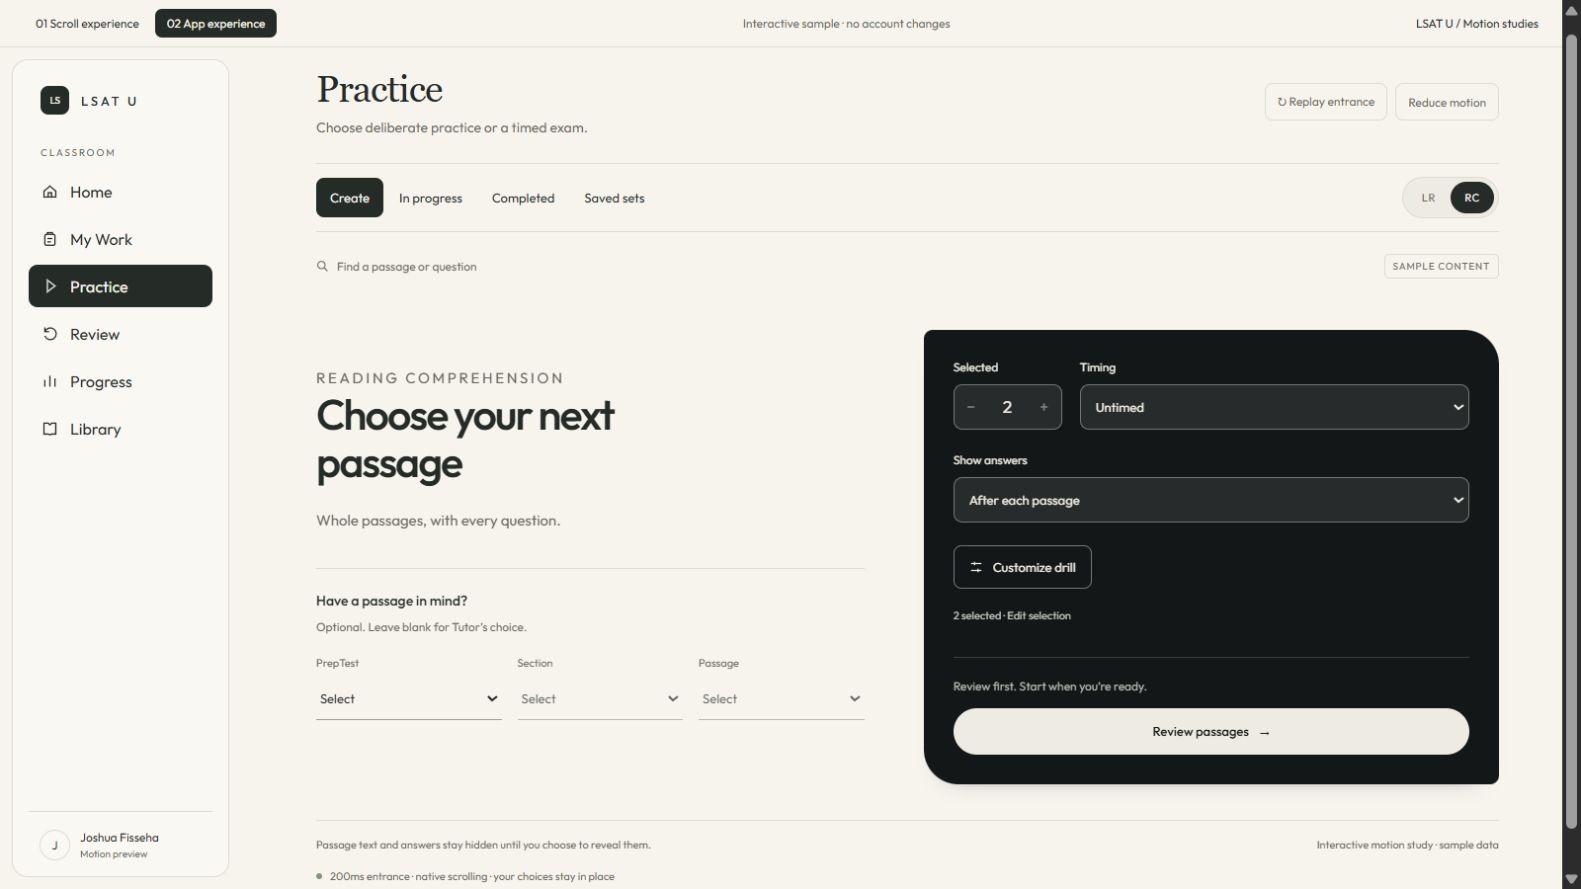 01 Scroll experience
02 App experience
Interactive sample · no account changes
LSAT U / Motion studies
LS
LSAT U
CLASSROOM
Home
My Work
Practice
Review
Progress
Library
J
Joshua Fisseha
Motion preview
Practice
Choose deliberate practice or a timed exam.
↻ Replay entrance
Reduce motion
Create
In progress
Completed
Saved sets
LR
RC
Find a passage or question
SAMPLE CONTENT
READING COMPREHENSION
Choose your next
passage
Whole passages, with every question.
Have a passage in mind?
Optional. Leave blank for Tutor's choice.
PrepTest
Section
Passage
Select
Select
Select
Selected
Timing
− 2 +
Untimed
Show answers
After each passage
Customize drill
2 selected · Edit selection
Review first. Start when you're ready.
Review passages →
Passage text and answers stay hidden until you choose to reveal them.
Interactive motion study · sample data
200ms entrance · native scrolling · your choices stay in place